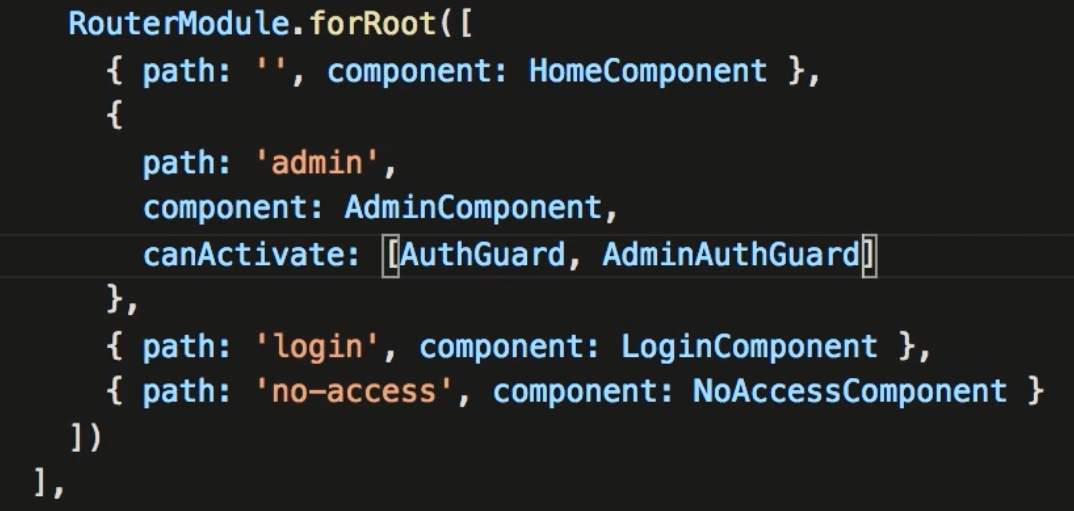 RouterModule.forRoot([
{ path: '', component: HomeComponent },
{
path: 'admin',
component: AdminComponent,
canActivate: [AuthGuard, AdminAuthGuard]
},
{ path: 'login', component: LoginComponent },
{ path: 'no-access', component: NoAccessComponent }
])
],